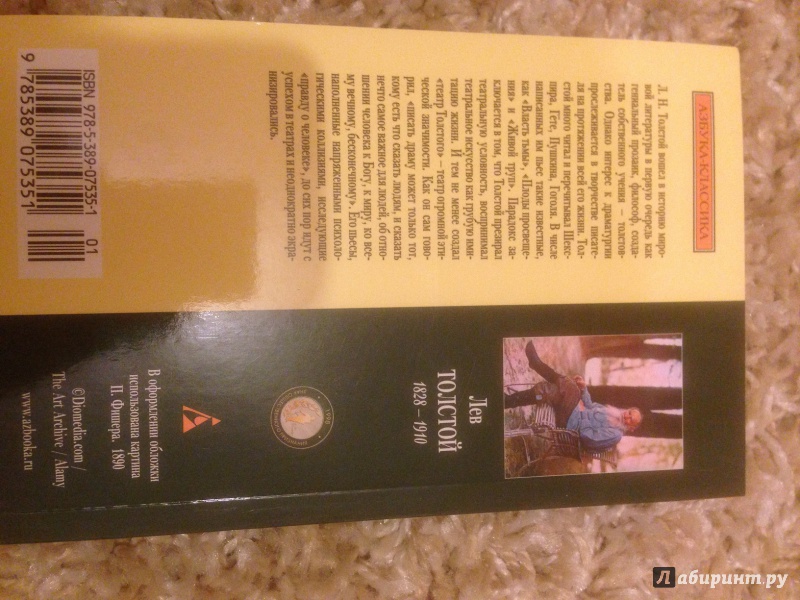 АЗБУКА-КЛАССИКА
Л. Н. Толстой вошел в историю миро-
вой литературы в первую очередь как
гениальный прозаик, философ, созда-
тель собственного учения — толстов-
ства. Однако интерес к драматургии
прослеживается в творчестве писате-
ля на протяжении всей его жизни. Тол-
стой много читал и перечитывал Шекс-
пира, Гете, Пушкина, Гоголя. В числе
написанных им пьес такие известные,
как «Власть тьмы», «Плоды просвеще-
ния» и «Живой труп». Парадокс за-
ключается в том, что Толстой презирал
театральную условность, воспринимал
театральное искусство как грубую ими-
тацию жизни. И тем не менее создал
«театр Толстого» — театр огромной эти-
ческой значимости. Как он сам гово-
рил, «писать драму может только тот,
кому есть что сказать людям, и сказать
нечто самое важное для людей, об отно-
шении человека к Богу, к миру, ко все-
му вечному, бесконечному». Его пьесы,
наполненные напряженными психоло-
гическими коллизиями, исследующие
«правду о человеке», до сих пор идут с
успехом в театрах и неоднократно экра-
низировались.
ISBN 978-5-389-07535-1
01
9 785389 075351
Лев
ТОЛСТОЙ
1828 – 1910
В оформлении обложки
использована картина
П. Фишера. 1890
©Diomedia.com /
The Art Archive / Alamy
www.azbooka.ru
Лабиринт.ру